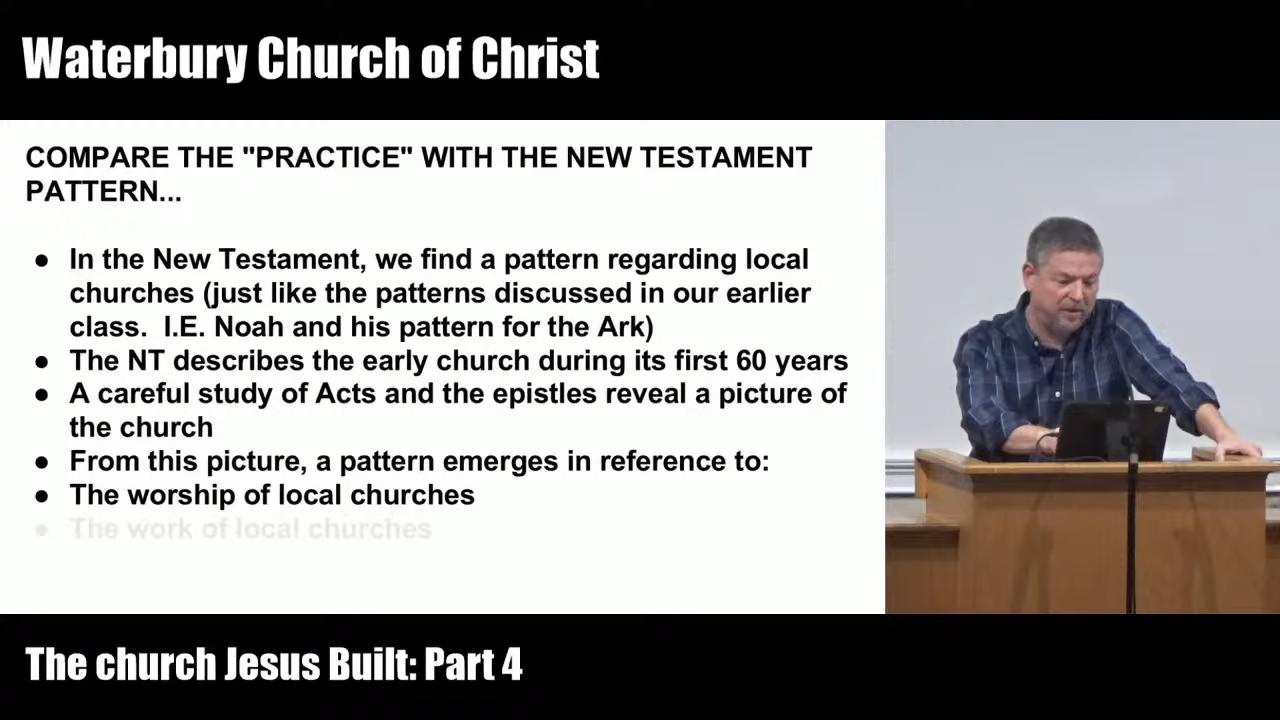 Waterbury Church of Christ
COMPARE THE "PRACTICE" WITH THE NEW TESTAMENT
PATTERN...
● In the New Testament, we find a pattern regarding local
churches (just like the patterns discussed in our earlier
class. I.E. Noah and his pattern for the Ark)
● The NT describes the early church during its first 60 years
● A careful study of Acts and the epistles reveal a picture of
the church
● From this picture, a pattern emerges in reference to:
● The worship of local churches
● The work of local churches
The church Jesus Built: Part 4